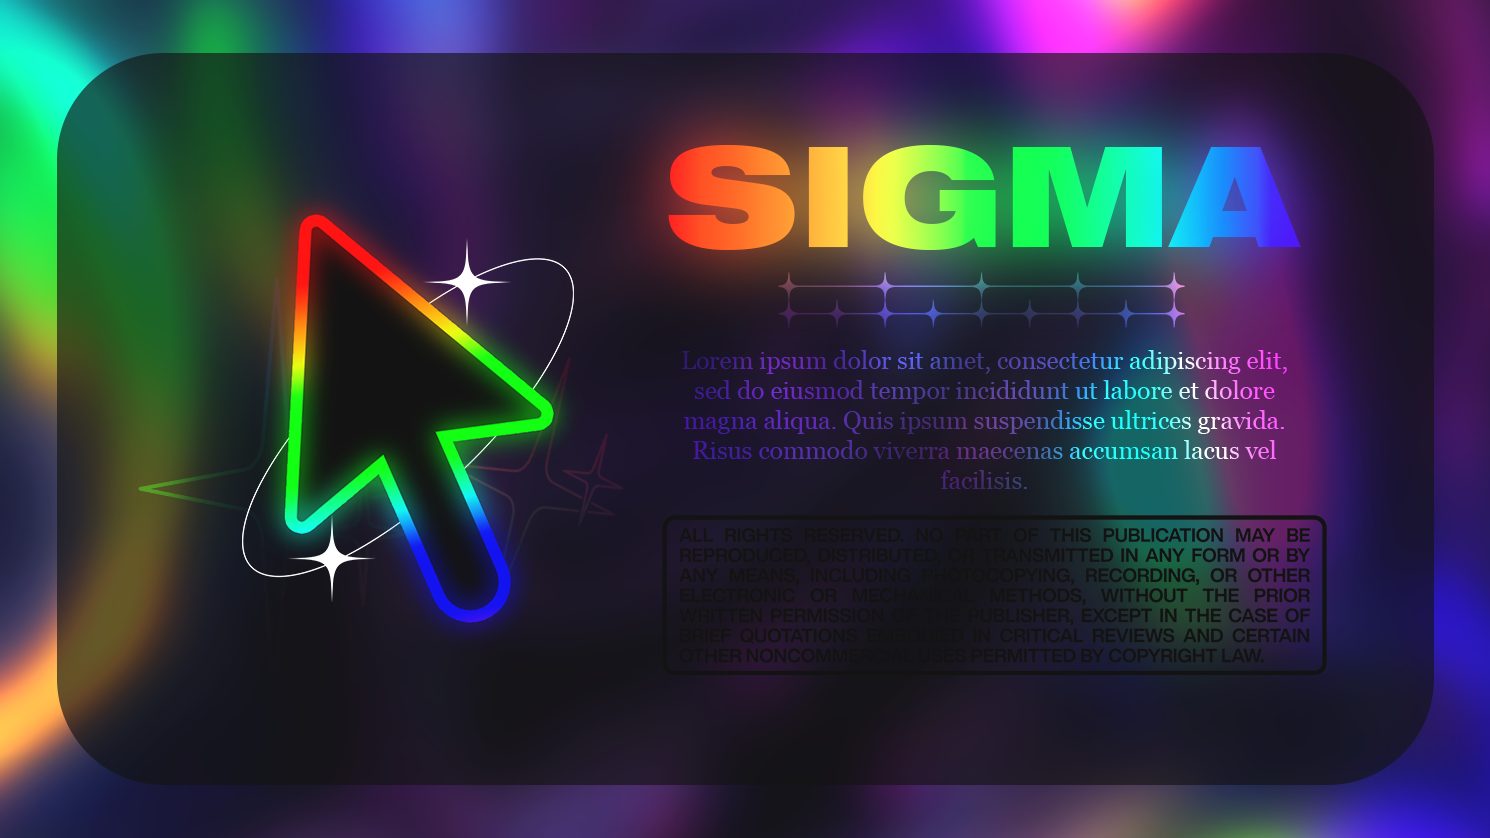 SIGMA
Lorem ipsum dolor sit amet, consectetur adipiscing elit,
sed do eiusmod tempor incididunt ut labore et dolore
magna aliqua. Quis ipsum suspendisse ultrices gravida.
Risus commodo viverra maecenas accumsan lacus vel
facilisis.
ALL RIGHTS RESERVED. NO PART OF THIS PUBLICATION MAY BE
REPRODUCED, DISTRIBUTED, OR TRANSMITTED IN ANY FORM OR BY
ANY MEANS, INCLUDING PHOTOCOPYING, RECORDING, OR OTHER
ELECTRONIC OR MECHANICAL METHODS, WITHOUT THE PRIOR
WRITTEN PERMISSION OF THE PUBLISHER, EXCEPT IN THE CASE OF
BRIEF QUOTATIONS EMBODIED IN CRITICAL REVIEWS AND CERTAIN
OTHER NONCOMMERCIAL USES PERMITTED BY COPYRIGHT LAW.